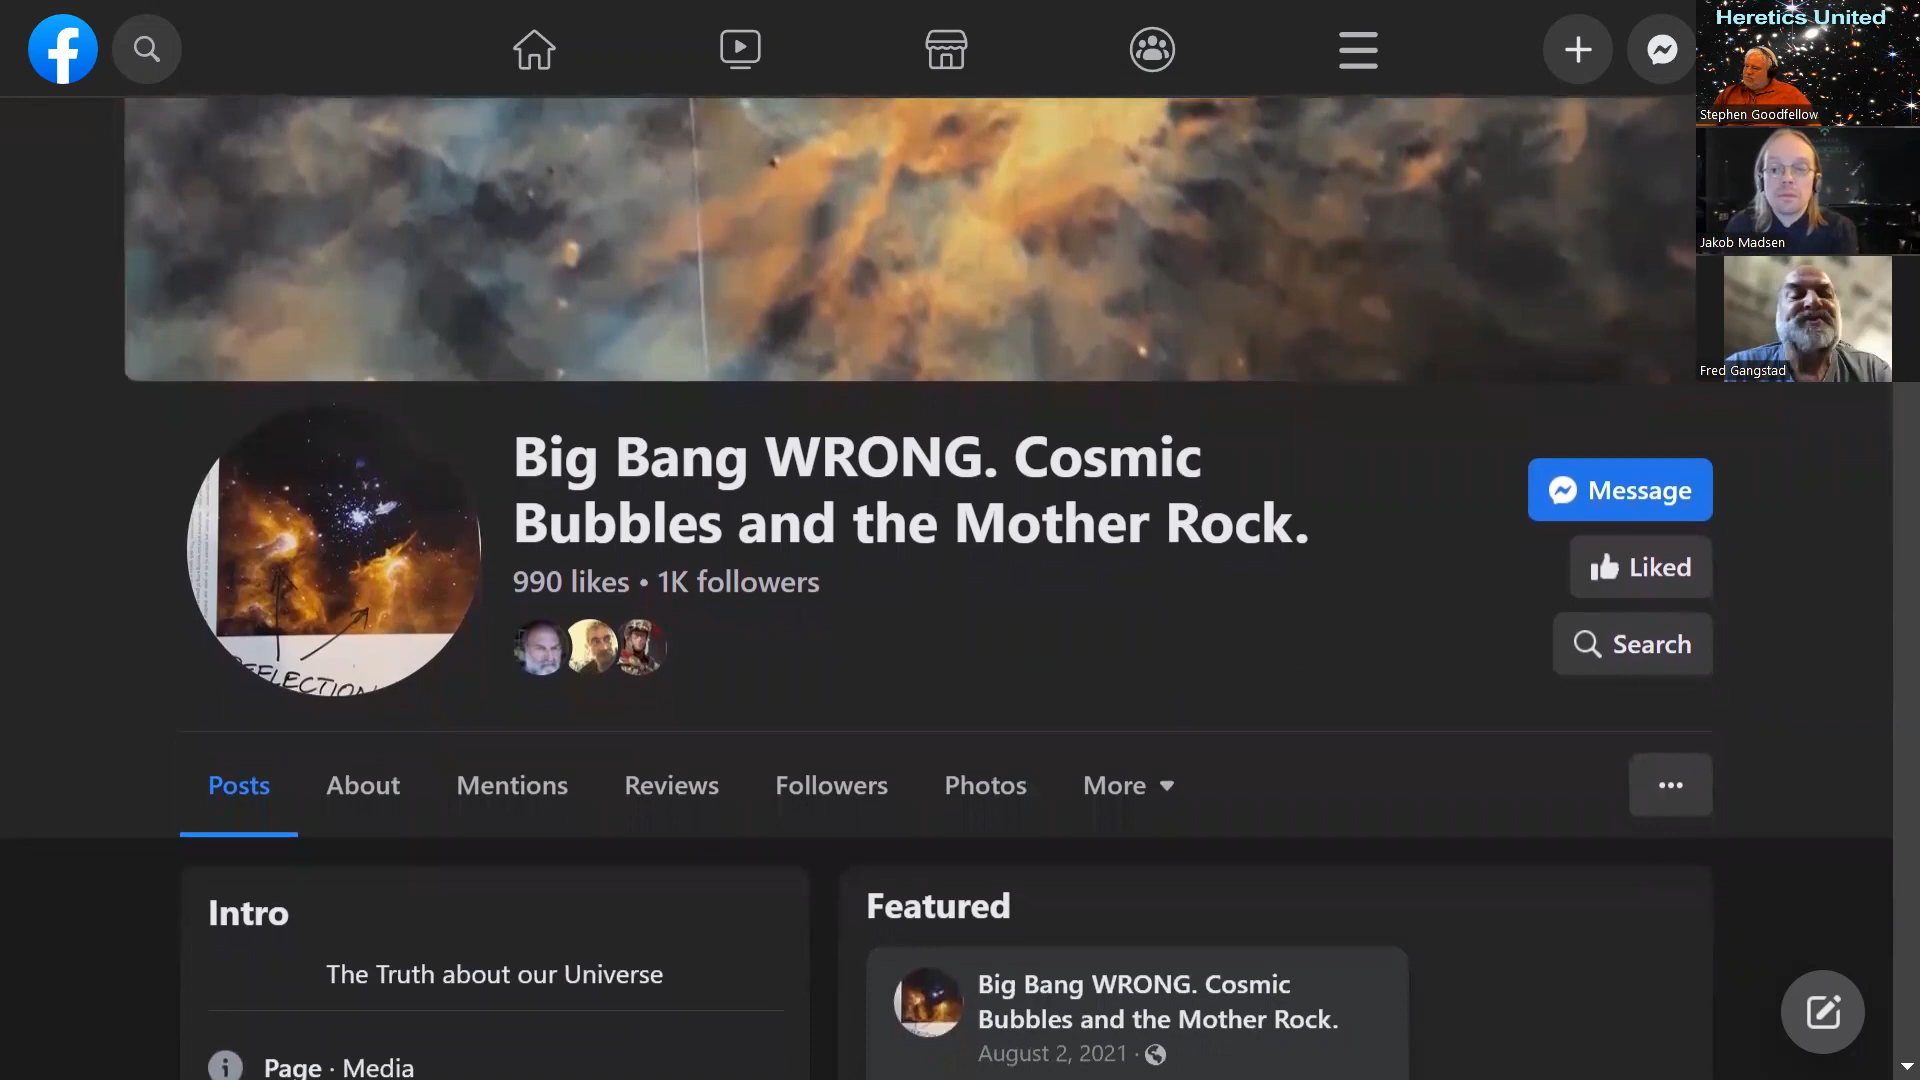 Heretics United
Stephen Goodfellow
Jakob Madsen
Fred Gangstad
Big Bang WRONG. Cosmic
Bubbles and the Mother Rock.
990 likes • 1K followers
Message
Liked
Search
Posts About Mentions Reviews Followers Photos More
Intro
The Truth about our Universe
Page · Media
Featured
Big Bang WRONG. Cosmic
Bubbles and the Mother Rock.
August 2, 2021 ·